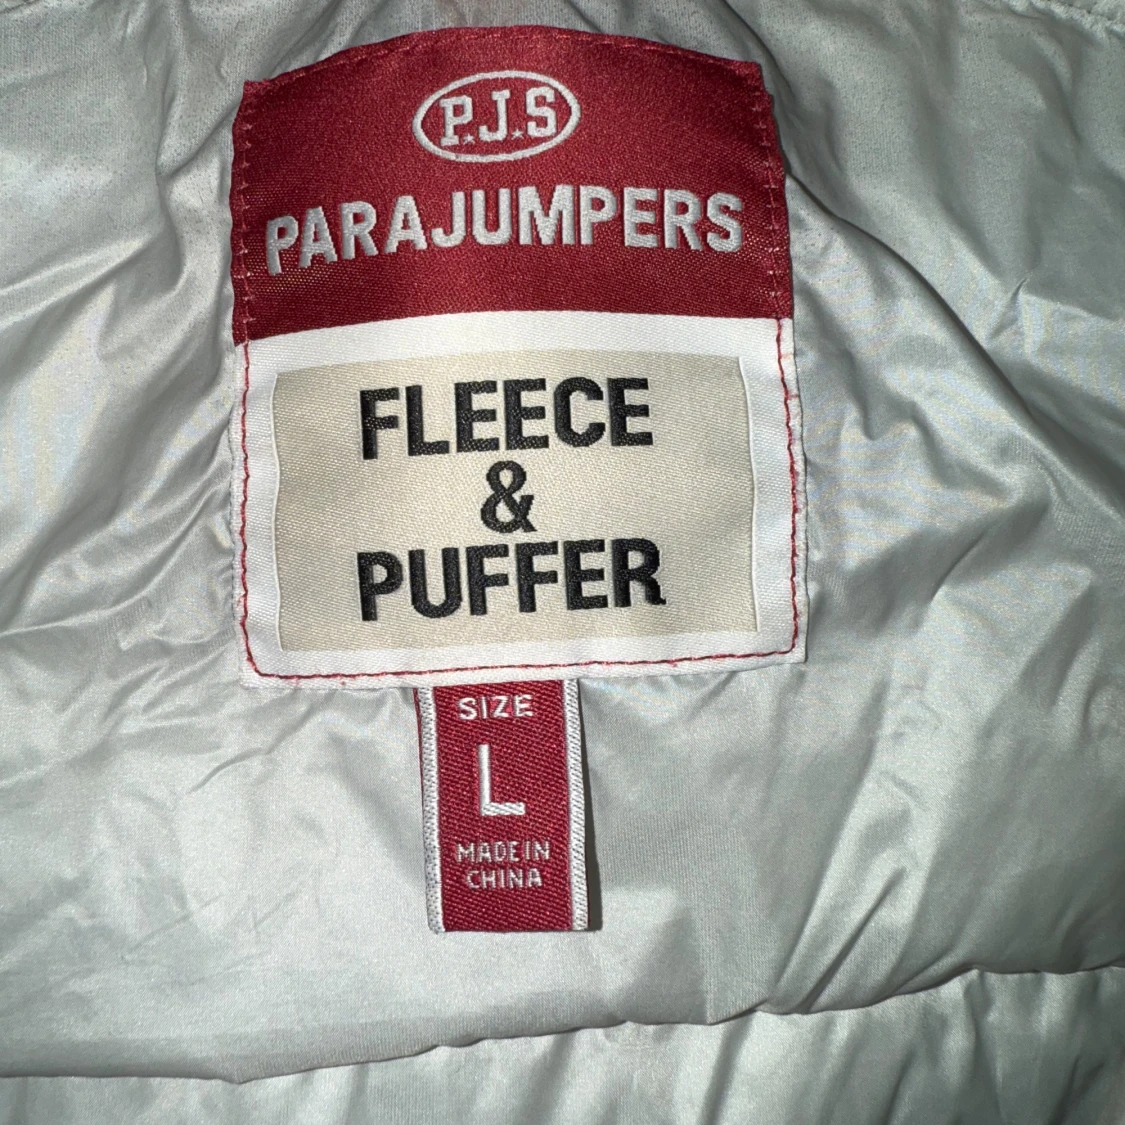 P.J.S
PARAJUMPERS
FLEECE
&
PUFFER
SIZE
L
MADE IN
CHINA